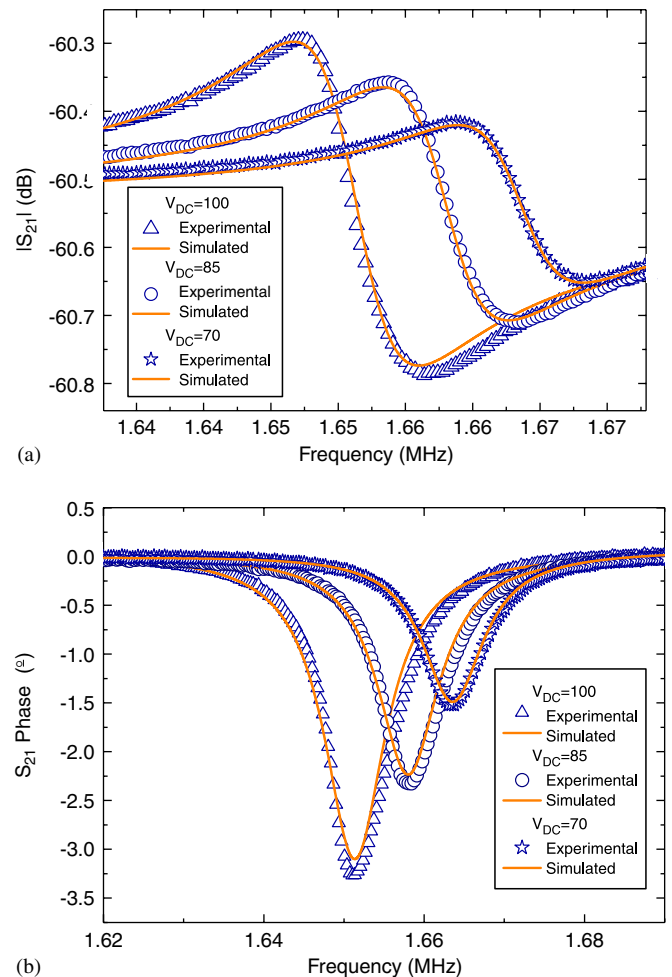 -60.3
-60.4
-60.5
-60.6
-60.7
-60.8
|S21| (dB)
VDC=100
Experimental
Simulated
VDC=85
Experimental
Simulated
VDC=70
Experimental
Simulated
1.64 1.64 1.65 1.65 1.66 1.66 1.67 1.67
(a) Frequency (MHz)
0.5
0.0
-0.5
-1.0
-1.5
-2.0
-2.5
-3.0
-3.5
S21 Phase (º)
VDC=100
Experimental
Simulated
VDC=85
Experimental
Simulated
VDC=70
Experimental
Simulated
1.62 1.64 1.66 1.68
(b) Frequency (MHz)